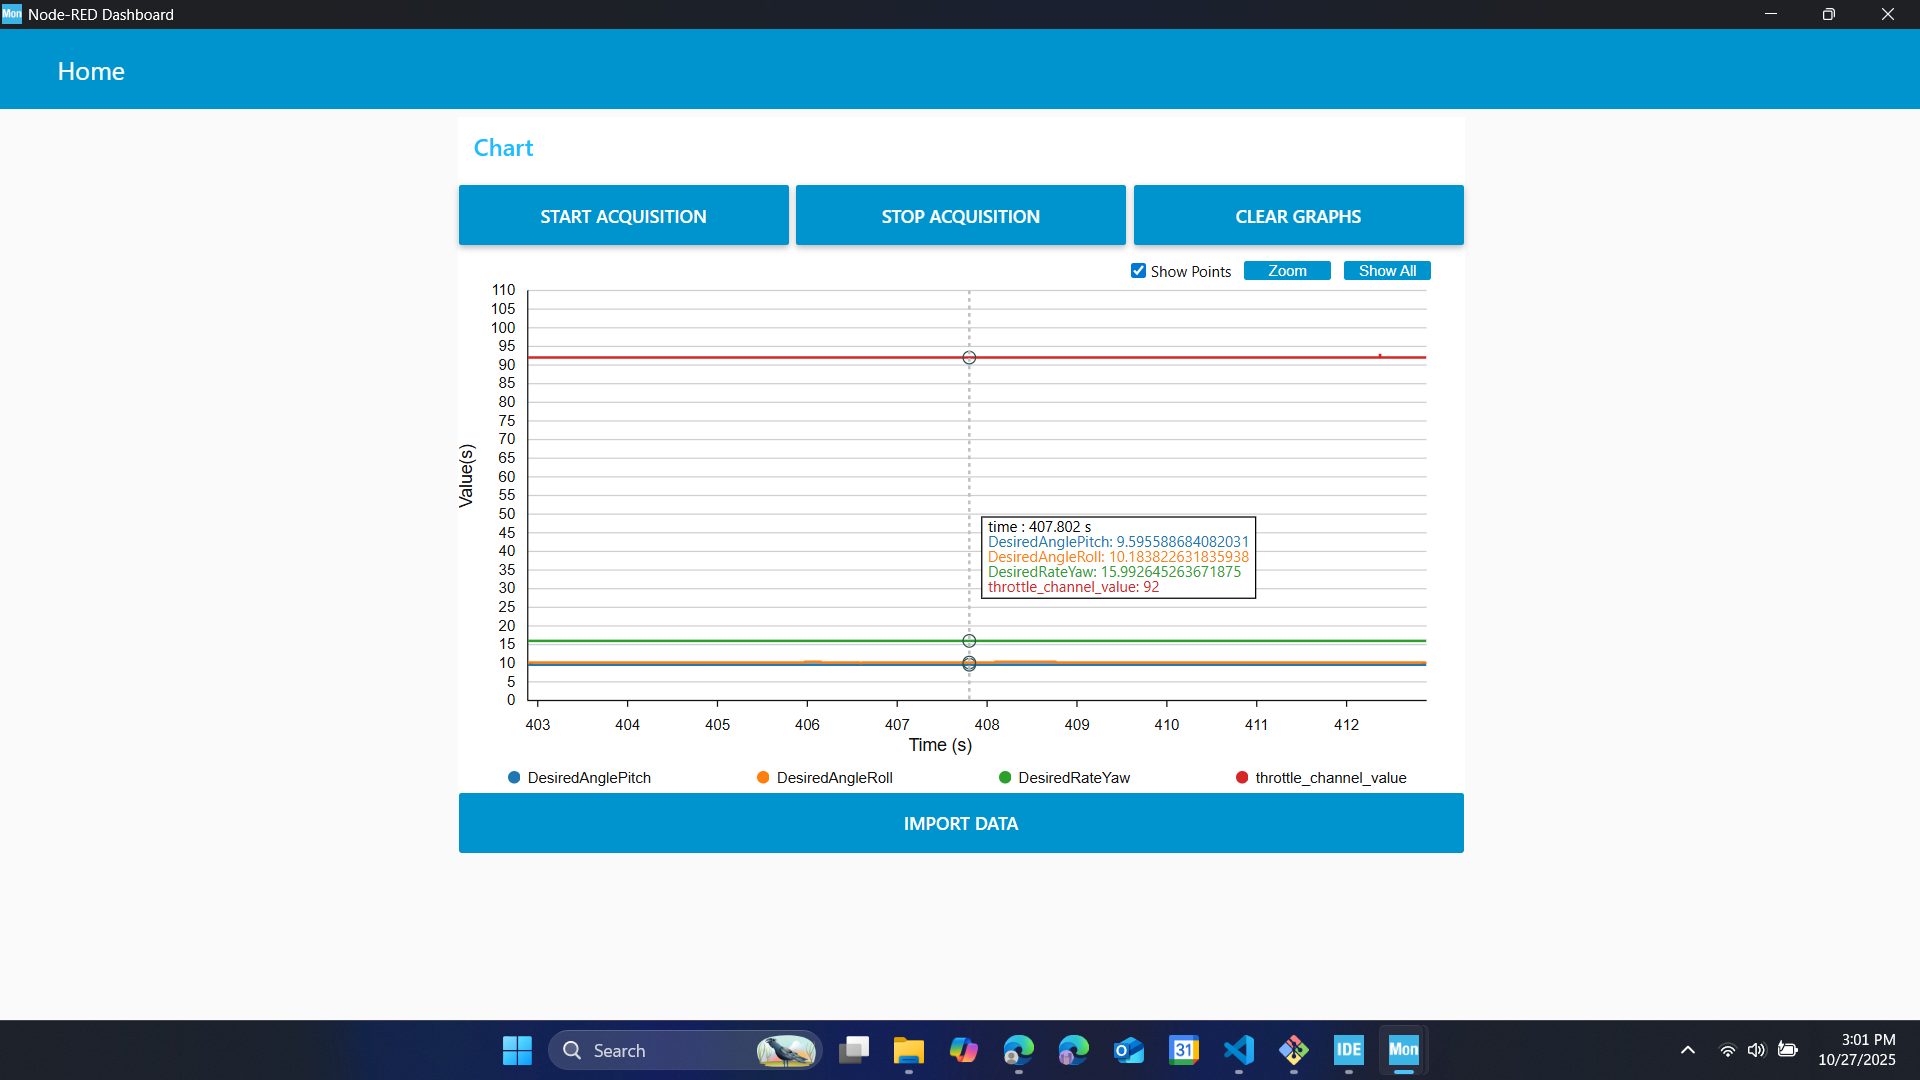 Mon Node-RED Dashboard
Home
Chart
START ACQUISITION STOP ACQUISITION CLEAR GRAPHS
Show Points Zoom Show All
110
105
100
95
90
85
80
75
70
65
60
55
50
45
40
35
30
25
20
15
10
5
0
Value(s)
time : 407.802 s
DesiredAnglePitch: 9.595588684082031
DesiredAngleRoll: 10.183822631835938
DesiredRateYaw: 15.992645263671875
throttle_channel_value: 92
403 404 405 406 407 408 409 410 411 412
Time (s)
DesiredAnglePitch DesiredAngleRoll DesiredRateYaw throttle_channel_value
IMPORT DATA
Search 31 IDE Mon
3:01 PM
10/27/2025